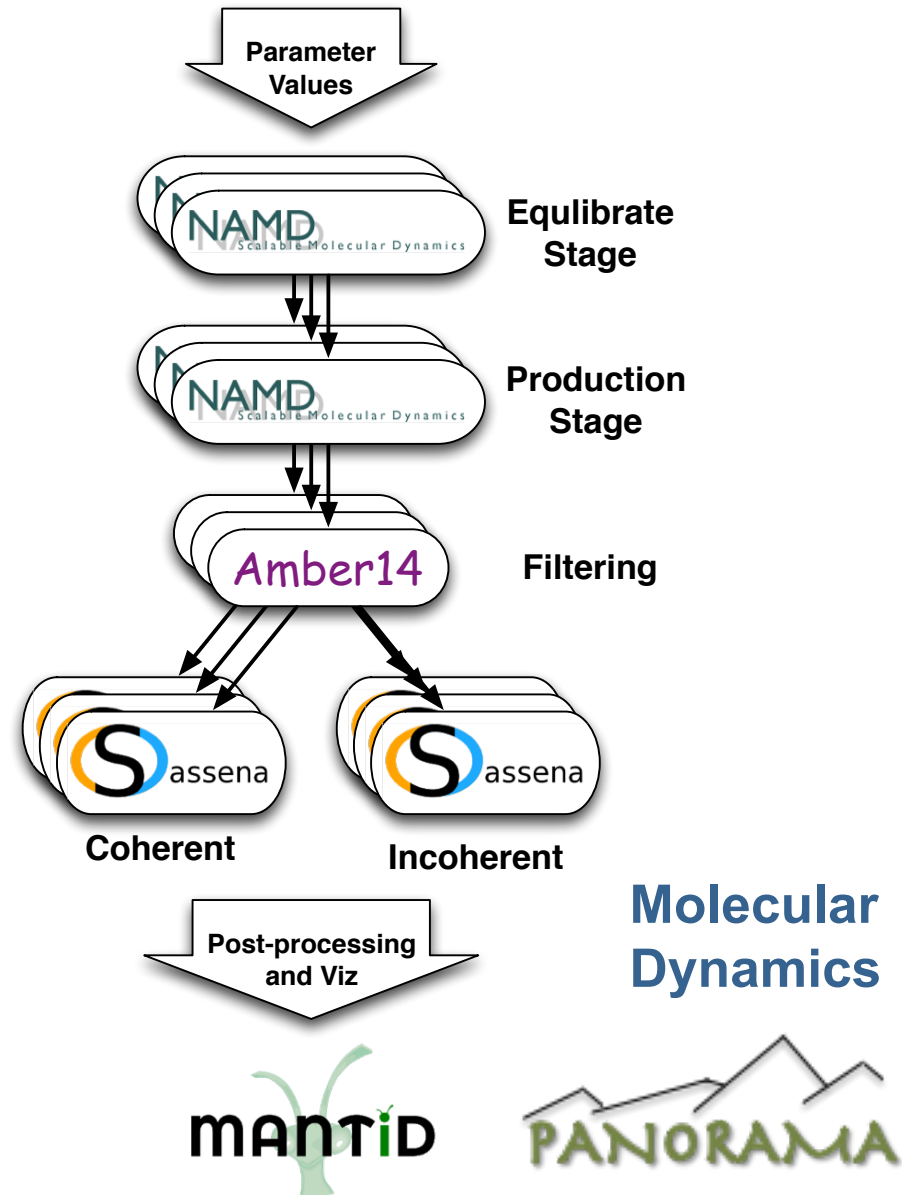 Parameter
Values
NAMD
Scalable Molecular Dynamics
Equlibrate
Stage
NAMD
Scalable Molecular Dynamics
Production
Stage
Amber14
Filtering
Sassena
Sassena
Coherent
Incoherent
Post-processing
and Viz
Molecular
Dynamics
MANTiD
PANORAMA